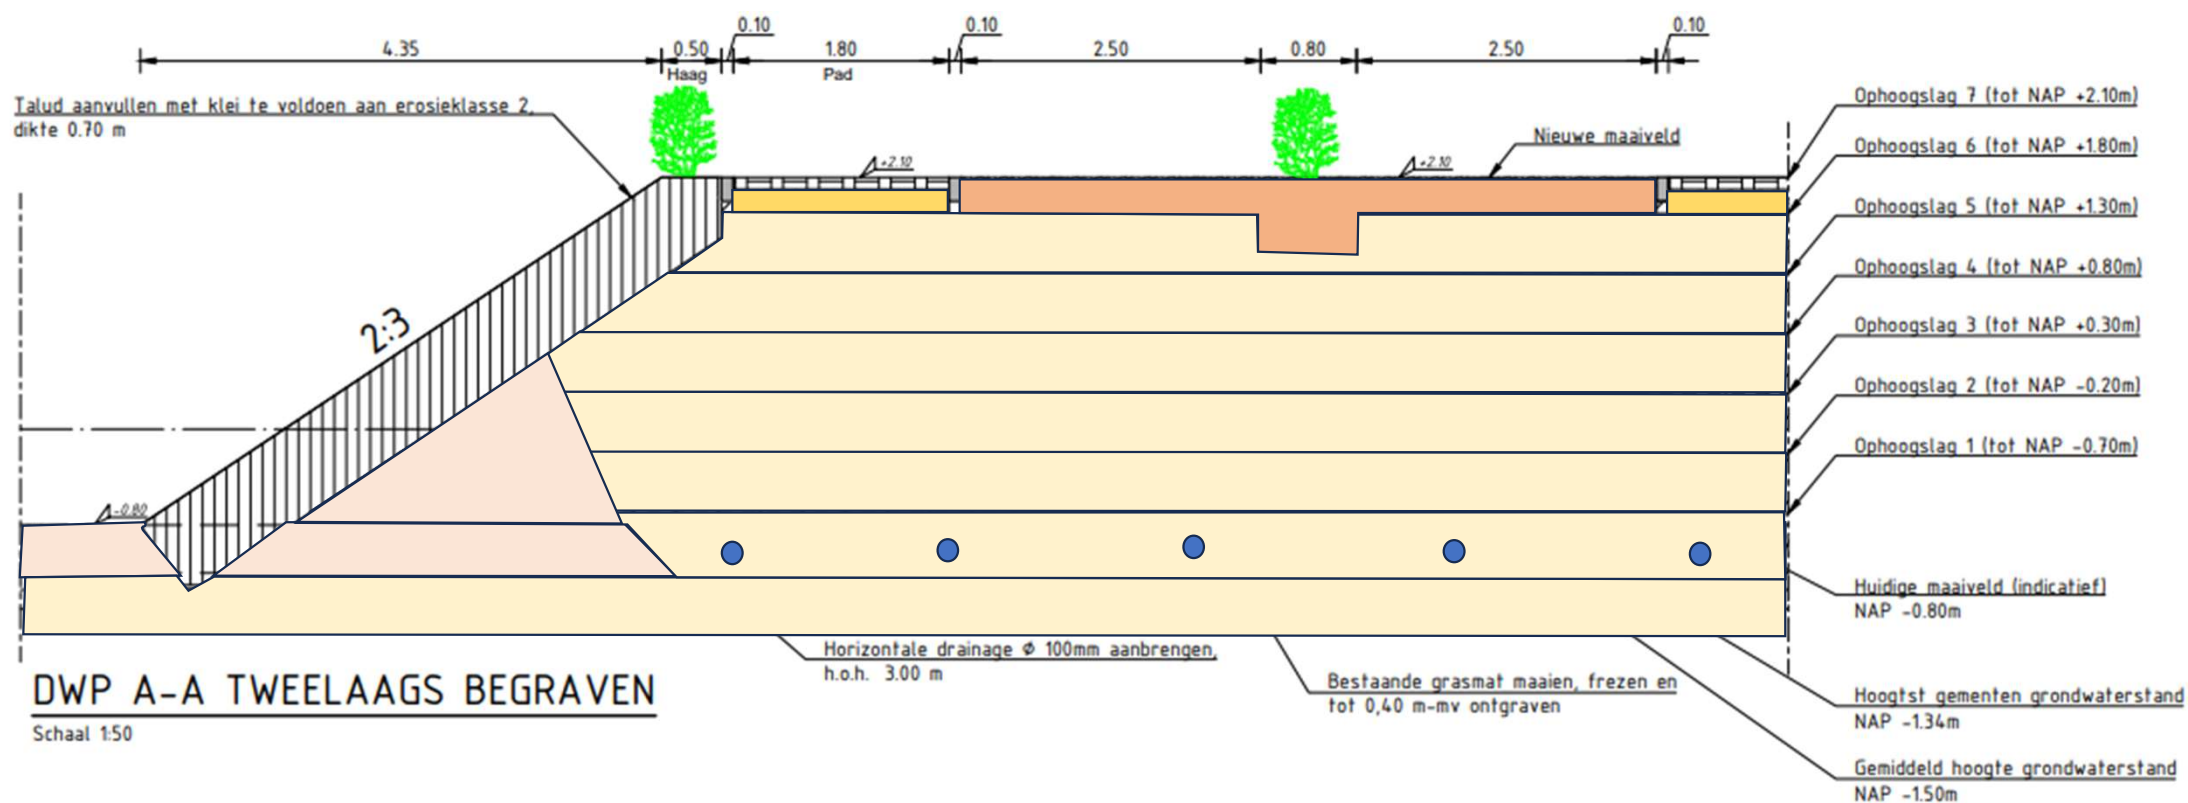 0.10
0.10
0.10
4.35
0.50
1.80
2.50
0.80
2.50
Haag
Pad
Talud aanvullen met klei te voldoen aan erosieklasse 2,
dikte 0.70 m
Ophoogslag 7 (tot NAP +2.10m)
Nieuwe maaiveld
Ophoogslag 6 (tot NAP +1.80m)
+2.10
+2.10
Ophoogslag 5 (tot NAP +1.30m)
Ophoogslag 4 (tot NAP +0.80m)
2:3
Ophoogslag 3 (tot NAP +0.30m)
Ophoogslag 2 (tot NAP -0.20m)
Ophoogslag 1 (tot NAP -0.70m)
-0.80
Huidige maaiveld (indicatief)
NAP -0.80m
Horizontale drainage Ø 100mm aanbrengen,
h.o.h. 3.00 m
Bestaande grasmat maaien, frezen en
tot 0,40 m-mv ontgraven
DWP A-A TWEELAAGS BEGRAVEN
Schaal 1:50
Hoogtst gementen grondwaterstand
NAP -1.34m
Gemiddeld hoogte grondwaterstand
NAP -1.50m